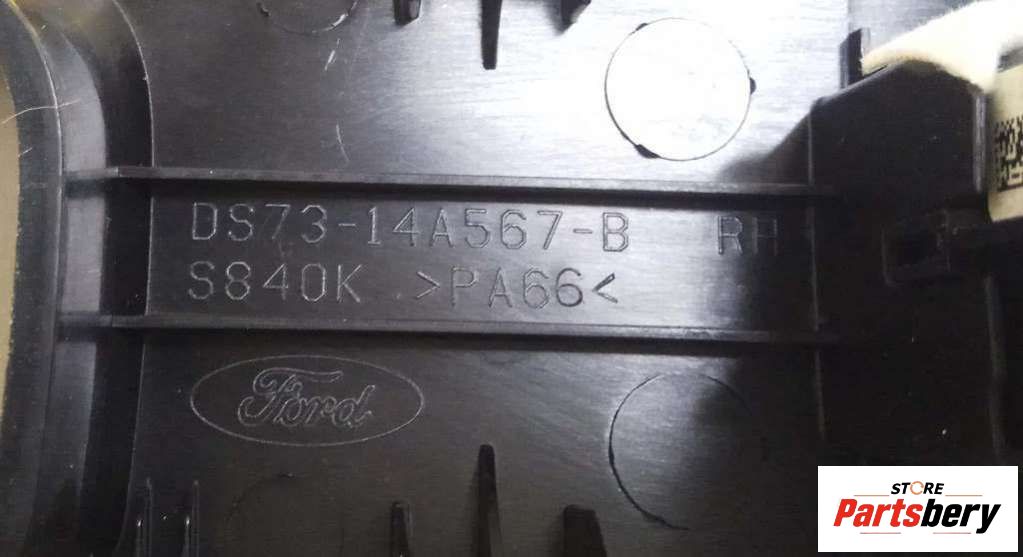 DS73-14A567-B RH
S840K >PA66<
Ford
STORE
Partsbery